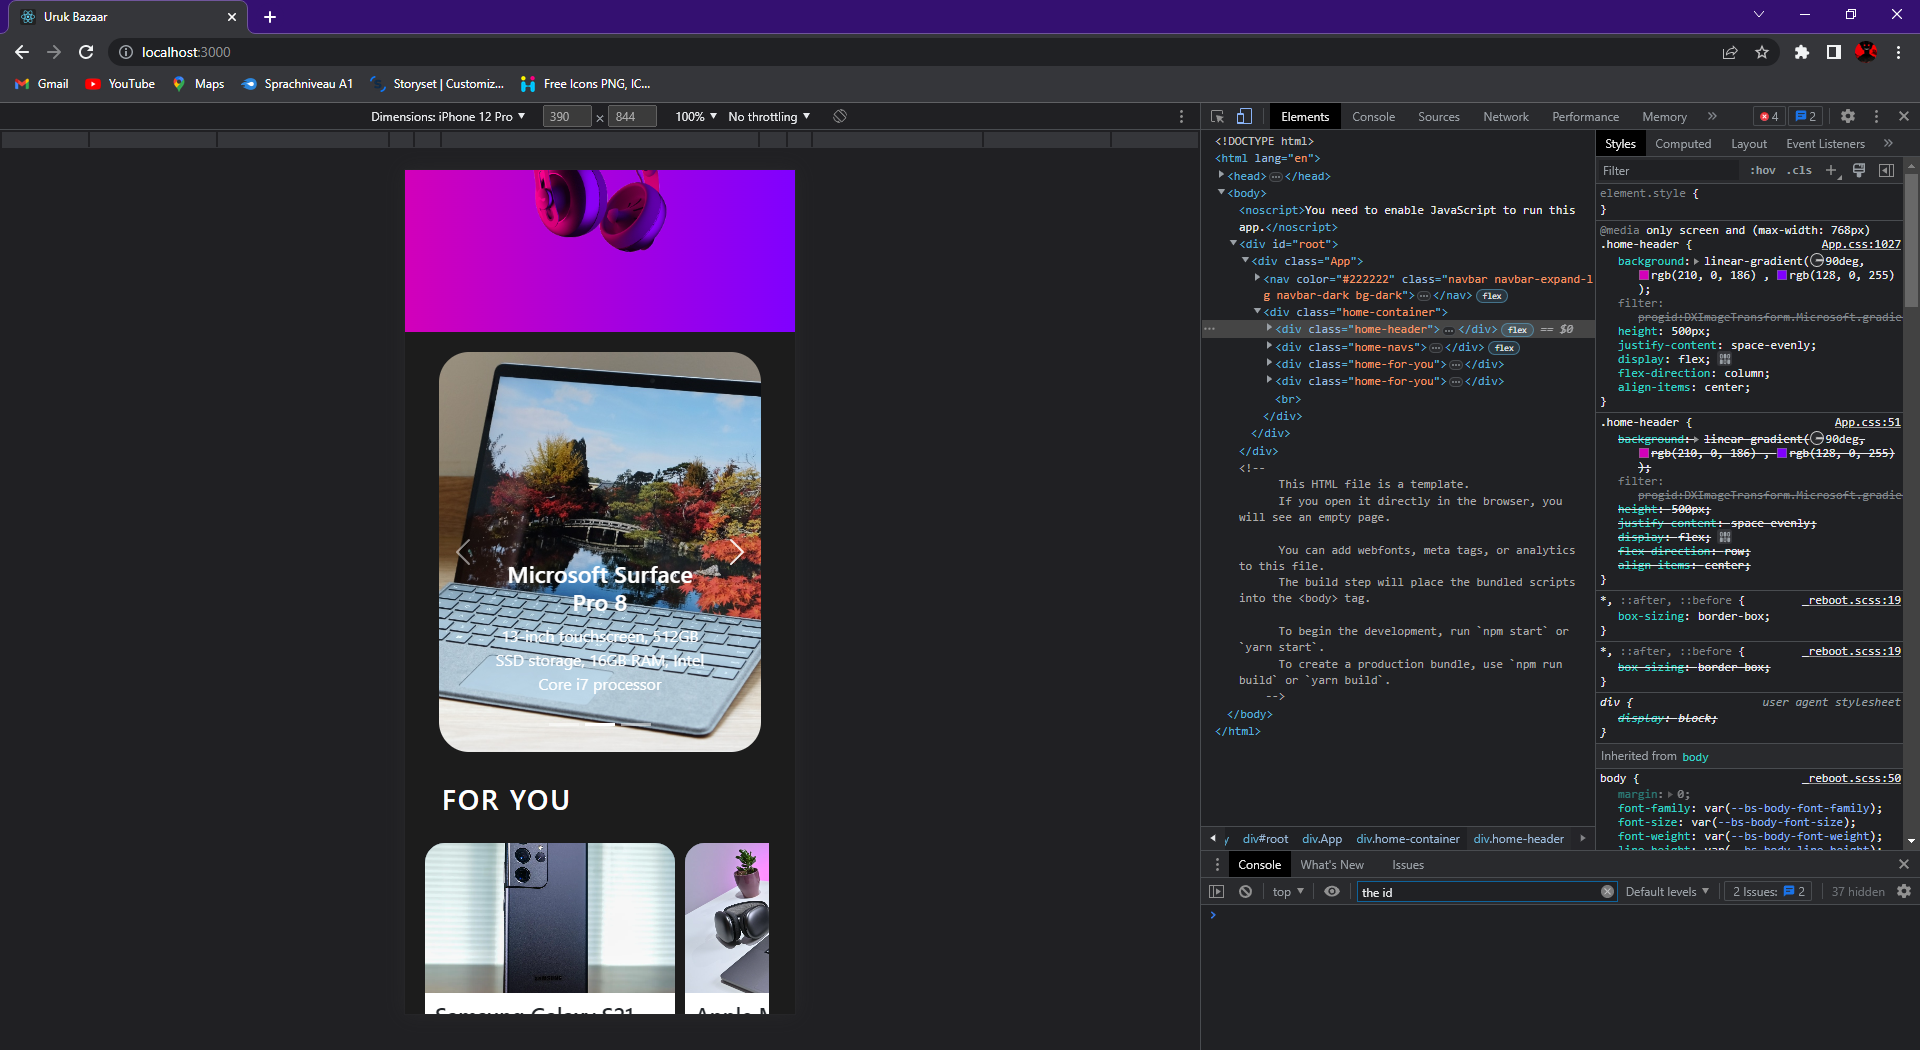 Uruk Bazaar
localhost:3000
Gmail
YouTube
Maps
Sprachniveau A1
Storyset | Customiz...
Free Icons PNG, IC...
Dimensions: iPhone 12 Pro
390
×
844
100%
No throttling
Microsoft Surface
Pro 8
13-inch touchscreen, 512GB
SSD storage, 16GB RAM, Intel
Core i7 processor
FOR YOU
SAMSUNG
Samsung Galaxy S21
Apple M
Elements
Console
Sources
Network
Performance
Memory
4
2
<!DOCTYPE html>
<html lang="en">
<head>…</head>
<body>
<noscript>You need to enable JavaScript to run this
app.</noscript>
<div id="root">
<div class="App">
<nav color="#222222" class="navbar navbar-expand-l
g navbar-dark bg-dark">…</nav> flex
<div class="home-container">
<div class="home-header">…</div> flex == $0
<div class="home-navs">…</div> flex
<div class="home-for-you">…</div>
<div class="home-for-you">…</div>
<br>
</div>
</div>
</div>
<!--
This HTML file is a template.
If you open it directly in the browser, you
will see an empty page.
You can add webfonts, meta tags, or analytics
to this file.
The build step will place the bundled scripts
into the <body> tag.
To begin the development, run `npm start` or
`yarn start`.
To create a production bundle, use `npm run
build` or `yarn build`.
-->
</body>
</html>
y
div#root
div.App
div.home-container
div.home-header
Styles
Computed
Layout
Event Listeners
Filter
:hov
.cls
element.style {
}
@media only screen and (max-width: 768px)
.home-header { App.css:1027
background: linear-gradient(90deg,
rgb(210, 0, 186) , rgb(128, 0, 255)
);
filter:
progid:DXImageTransform.Microsoft.gradie
height: 500px;
justify-content: space-evenly;
display: flex;
flex-direction: column;
align-items: center;
}
.home-header { App.css:51
background: linear-gradient(90deg,
rgb(210, 0, 186) , rgb(128, 0, 255)
);
filter:
progid:DXImageTransform.Microsoft.gradie
height: 500px;
justify-content: space-evenly;
display: flex;
flex-direction: row;
align-items: center;
}
*, ::after, ::before { _reboot.scss:19
box-sizing: border-box;
}
*, ::after, ::before { _reboot.scss:19
box-sizing: border-box;
}
div { user agent stylesheet
display: block;
}
Inherited from body
body { _reboot.scss:50
margin: 0;
font-family: var(--bs-body-font-family);
font-size: var(--bs-body-font-size);
font-weight: var(--bs-body-font-weight);
line-height: var(--bs-body-line-height);
Console
What's New
Issues
top
the id
Default levels
2 Issues: 2
37 hidden